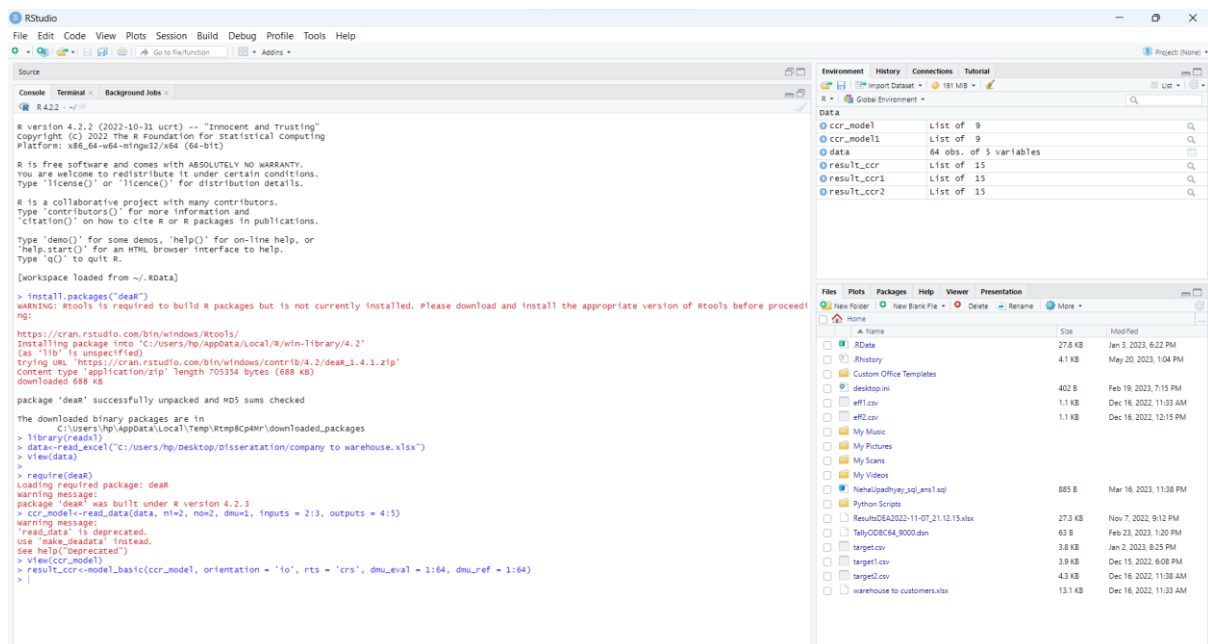 RStudio
File Edit Code View Plots Session Build Debug Profile Tools Help
Go to file/function
Addins
Project: (None)
Source
Console Terminal Background Jobs
R 4.2.2 · ~/
R version 4.2.2 (2022-10-31 ucrt) -- "Innocent and Trusting"
Copyright (C) 2022 The R Foundation for Statistical Computing
Platform: x86_64-w64-mingw32/x64 (64-bit)
R is free software and comes with ABSOLUTELY NO WARRANTY.
You are welcome to redistribute it under certain conditions.
Type 'license()' or 'licence()' for distribution details.
R is a collaborative project with many contributors.
Type 'contributors()' for more information and
'citation()' on how to cite R or R packages in publications.
Type 'demo()' for some demos, 'help()' for on-line help, or
'help.start()' for an HTML browser interface to help.
Type 'q()' to quit R.
[Workspace loaded from ~/.RData]
> install.packages("deaR")
WARNING: Rtools is required to build R packages but is not currently installed. Please download and install the appropriate version of Rtools before proceedi
ng:
https://cran.rstudio.com/bin/windows/Rtools/
Installing package into 'C:/Users/hp/AppData/Local/R/win-library/4.2'
(as 'lib' is unspecified)
trying URL 'https://cran.rstudio.com/bin/windows/contrib/4.2/deaR_1.4.1.zip'
Content type 'application/zip' length 705354 bytes (688 KB)
downloaded 688 KB
package 'deaR' successfully unpacked and MD5 sums checked
The downloaded binary packages are in
C:\Users\hp\AppData\Local\Temp\Rtmp8Cp4Mr\downloaded_packages
> library(readxl)
> data<-read_excel("C:/Users/hp/Desktop/Disseratation/company to warehouse.xlsx")
> View(data)
>
> require(deaR)
Loading required package: deaR
Warning message:
package 'deaR' was built under R version 4.2.3
> ccr_model<-read_data(data, ni=2, no=2, dmu=1, inputs = 2:3, outputs = 4:5)
Warning message:
'read_data' is deprecated.
Use 'make_deadata' instead.
See help("Deprecated")
> View(ccr_model)
> result_ccr<-model_basic(ccr_model, orientation = 'io', rts = 'crs', dmu_eval = 1:64, dmu_ref = 1:64)
>
Environment History Connections Tutorial
Import Dataset 191 MiB List
R Global Environment
Data
ccr_model List of 9
ccr_model1 List of 9
data 64 obs. of 5 variables
result_ccr List of 15
result_ccr1 List of 15
result_ccr2 List of 15
Files Plots Packages Help Viewer Presentation
New Folder New Blank File Delete Rename More
Home
Name Size Modified
.RData 27.8 KB Jan 3, 2023, 6:22 PM
.Rhistory 4.1 KB May 20, 2023, 1:04 PM
Custom Office Templates
desktop.ini 402 B Feb 19, 2023, 7:15 PM
eff1.csv 1.1 KB Dec 16, 2022, 11:33 AM
eff2.csv 1.1 KB Dec 16, 2022, 12:15 PM
My Music
My Pictures
My Scans
My Videos
NehaUpadhyay_sql_ans1.sql 885 B Mar 16, 2023, 11:38 PM
Python Scripts
ResultsDEA2022-11-07_21.12.15.xlsx 27.3 KB Nov 7, 2022, 9:12 PM
TallyODBC64_9000.dsn 63 B Feb 23, 2023, 1:20 PM
target.csv 3.8 KB Jan 2, 2023, 8:25 PM
target1.csv 3.9 KB Dec 15, 2022, 6:08 PM
target2.csv 4.3 KB Dec 16, 2022, 11:38 AM
warehouse to customers.xlsx 13.1 KB Dec 16, 2022, 11:33 AM